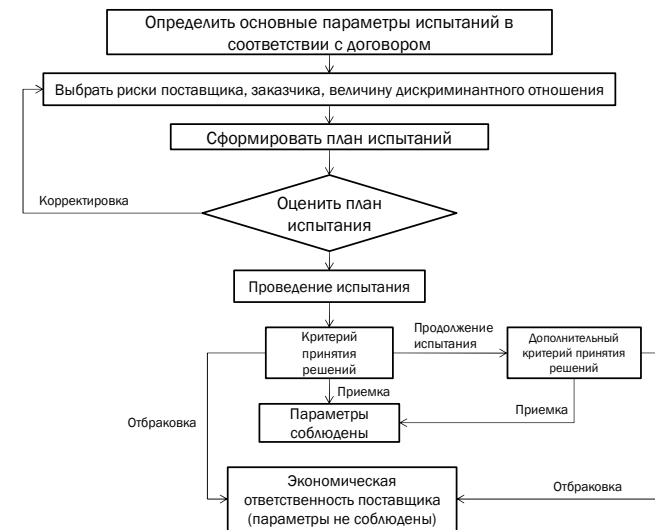 Определить основные параметры испытаний в
соответствии с договором
Выбрать риски поставщика, заказчика, величину дискриминантного отношения
Сформировать план испытаний
Корректировка
Оценить план
испытания
Проведение испытания
Критерий
принятия
решений
Продолжение
испытания
Дополнительный
критерий принятия
решений
Приемка
Параметры
соблюдены
Приемка
Отбраковка
Экономическая
ответственность поставщика
(параметры не соблюдены)
Отбраковка